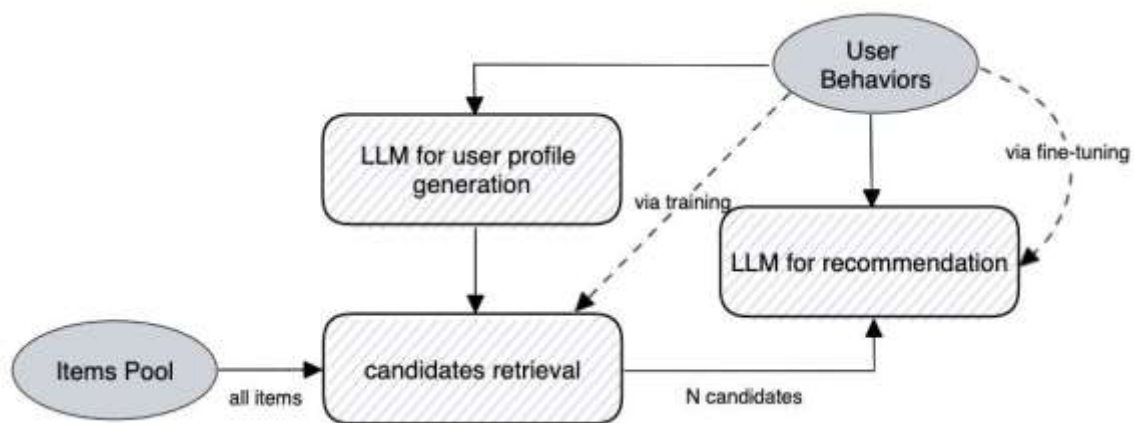 User
Behaviors
LLM for user profile
generation
via fine-tuning
via training
LLM for recommendation
Items Pool
candidates retrieval
all items
N candidates